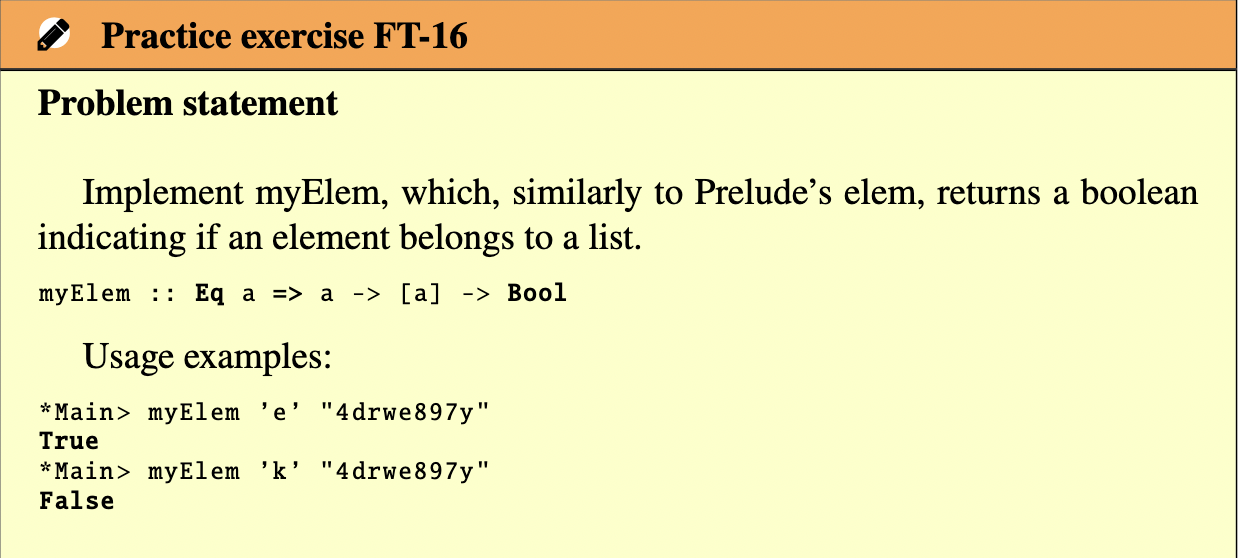 Practice exercise FT-16
Problem statement
Implement myElem, which, similarly to Prelude’s elem, returns a boolean
indicating if an element belongs to a list.
myElem :: Eq a => a -> [a] -> Bool
Usage examples:
*Main> myElem ’e’ "4drwe897y"
True
*Main> myElem ’k’ "4drwe897y"
False